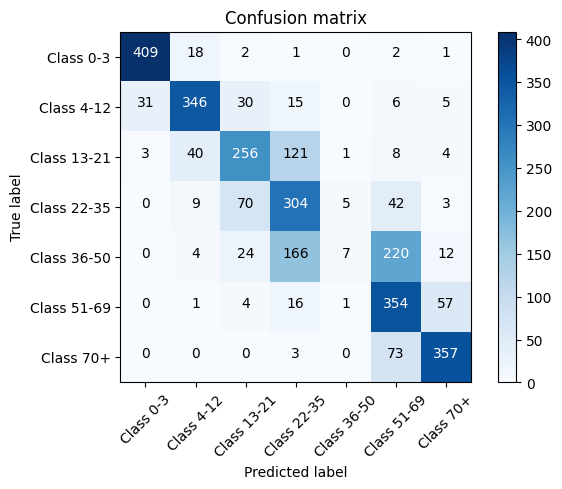 Confusion matrix
Class 0-3 409 18 2 1 0 2 1
Class 4-12 31 346 30 15 0 6 5
Class 13-21 3 40 256 121 1 8 4
Class 22-35 0 9 70 304 5 42 3
Class 36-50 0 4 24 166 7 220 12
Class 51-69 0 1 4 16 1 354 57
Class 70+ 0 0 0 3 0 73 357
True label
Class 0-3 Class 4-12 Class 13-21 Class 22-35 Class 36-50 Class 51-69 Class 70+
Predicted label
400
350
300
250
200
150
100
50
0